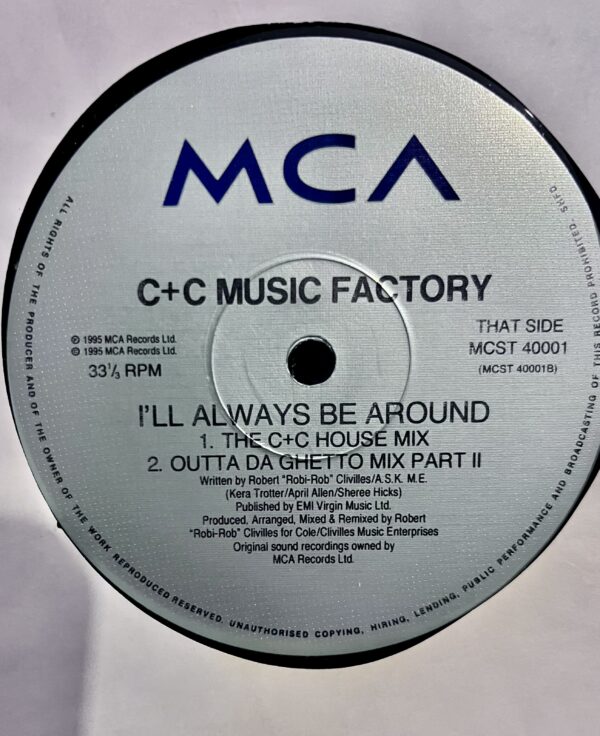 MCA
C+C MUSIC FACTORY
℗ 1995 MCA Records Ltd.
© 1995 MCA Records Ltd.
33⅓ RPM
THAT SIDE
MCST 40001
(MCST 40001B)
I'LL ALWAYS BE AROUND
1. THE C+C HOUSE MIX
2. OUTTA DA GHETTO MIX PART II
Written by Robert "Robi-Rob" Clivilles/A.S.K. M.E.
(Kera Trotter/April Allen/Sheree Hicks)
Published by EMI Virgin Music Ltd.
Produced, Arranged, Mixed & Remixed by Robert
"Robi-Rob" Clivilles for Cole/Clivilles Music Enterprises
Original sound recordings owned by
MCA Records Ltd.
ALL RIGHTS OF THE PRODUCER AND OF THE OWNER OF THE WORK REPRODUCED RESERVED. UNAUTHORISED COPYING, HIRING, LENDING, PUBLIC PERFORMANCE AND BROADCASTING OF THIS RECORD PROHIBITED.